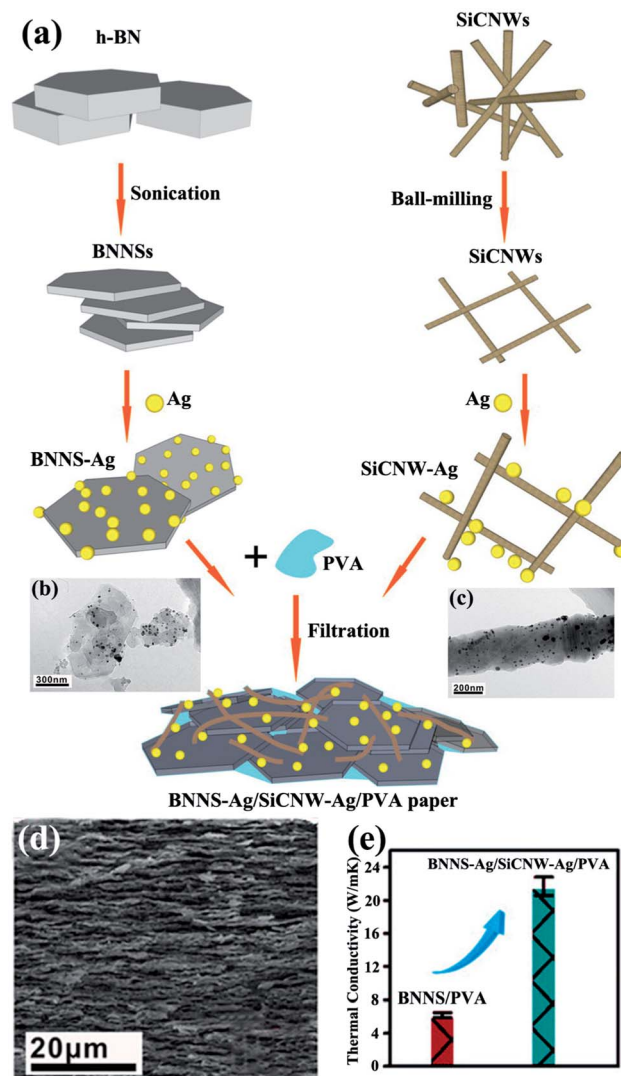 (a)
h-BN
SiCNWs
Sonication
Ball-milling
BNNSs
SiCNWs
Ag
Ag
BNNS-Ag
SiCNW-Ag
+
PVA
(b)
300nm
Filtration
(c)
200nm
BNNS-Ag/SiCNW-Ag/PVA paper
(d)
20μm
(e)
Thermal Conductivity (W/mK)
24
20
16
12
8
4
0
BNNS-Ag/SiCNW-Ag/PVA
BNNS/PVA